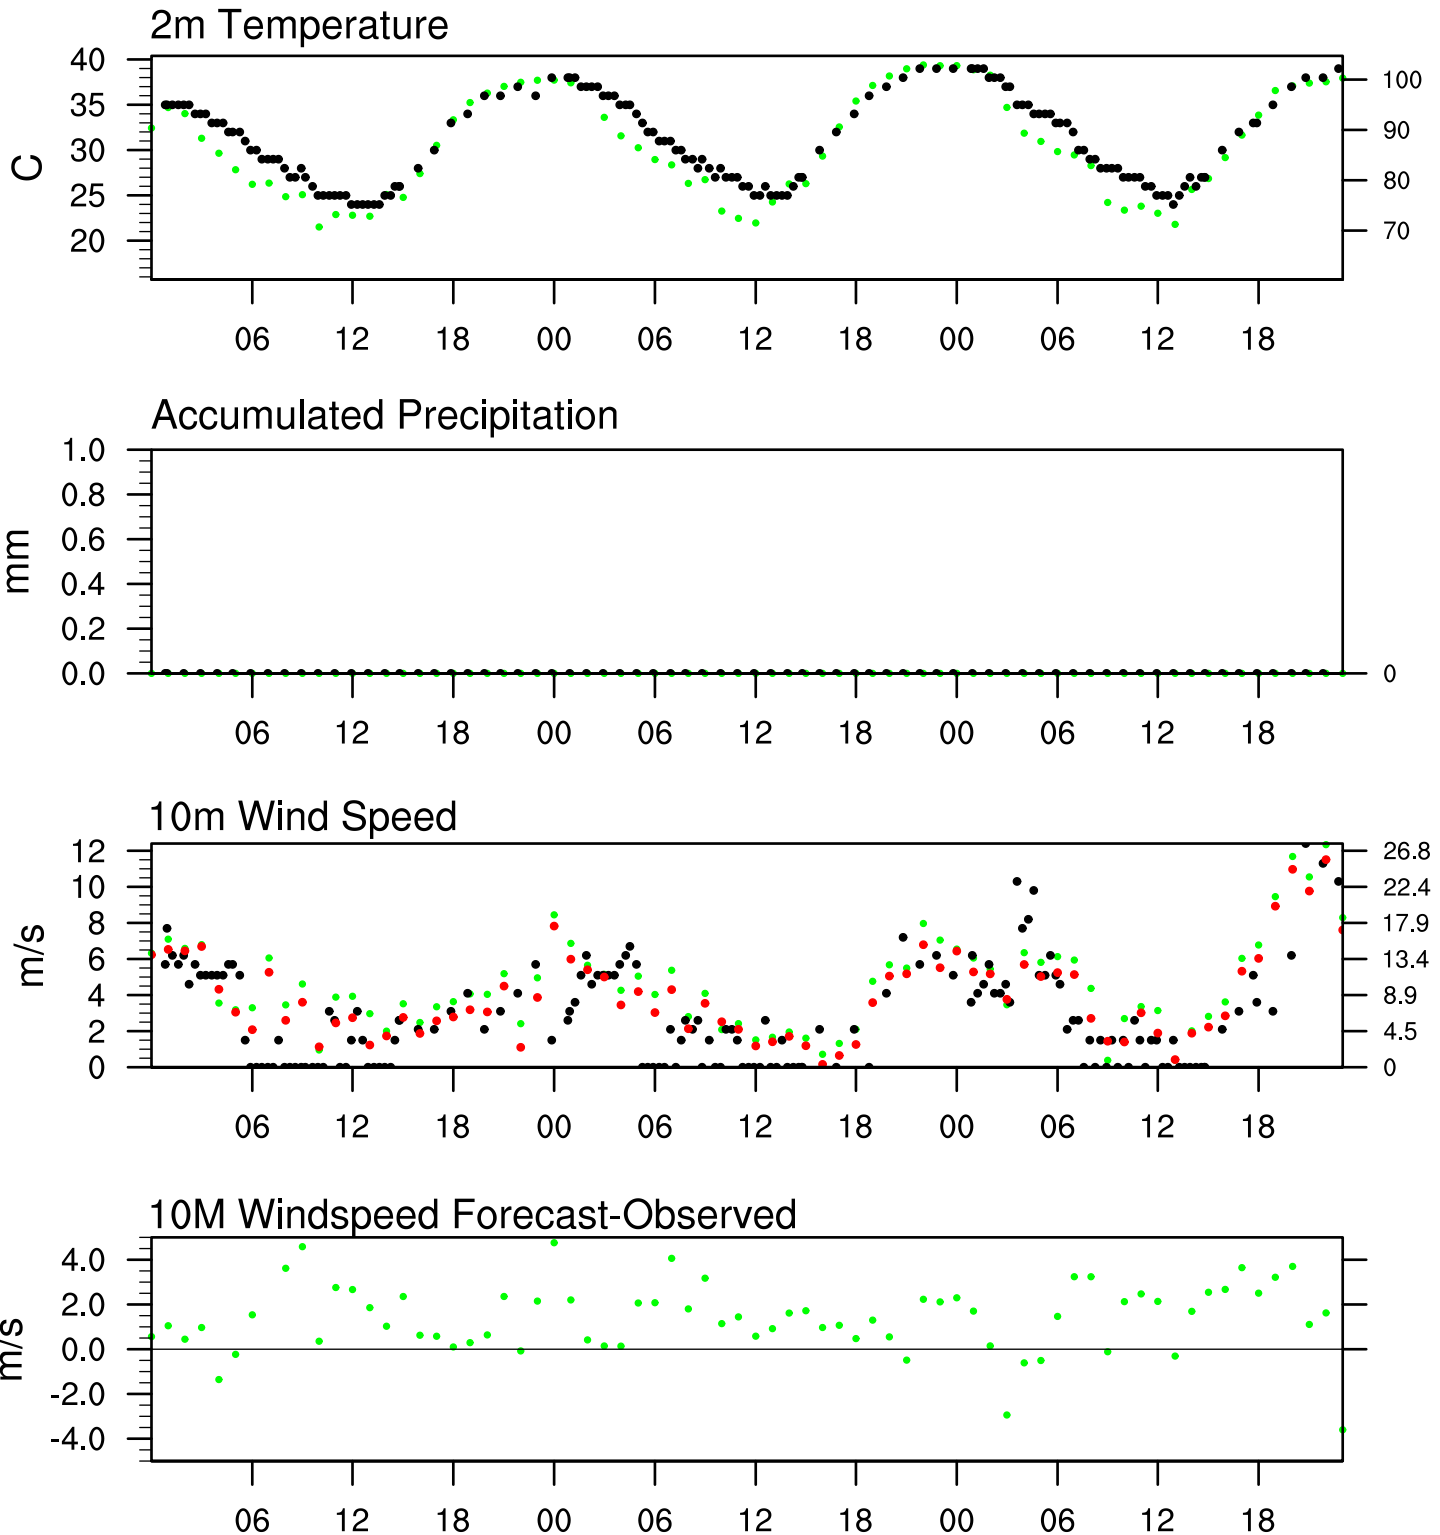 2m Temperature
40
35
30
25
20
C
100
90
80
70
06 12 18 00 06 12 18 00 06 12 18
Accumulated Precipitation
1.0
0.8
0.6
0.4
0.2
0.0
mm
0
06 12 18 00 06 12 18 00 06 12 18
10m Wind Speed
12
10
8
6
4
2
0
m/s
26.8
22.4
17.9
13.4
8.9
4.5
0
06 12 18 00 06 12 18 00 06 12 18
10M Windspeed Forecast-Observed
4.0
2.0
0.0
-2.0
-4.0
m/s
06 12 18 00 06 12 18 00 06 12 18